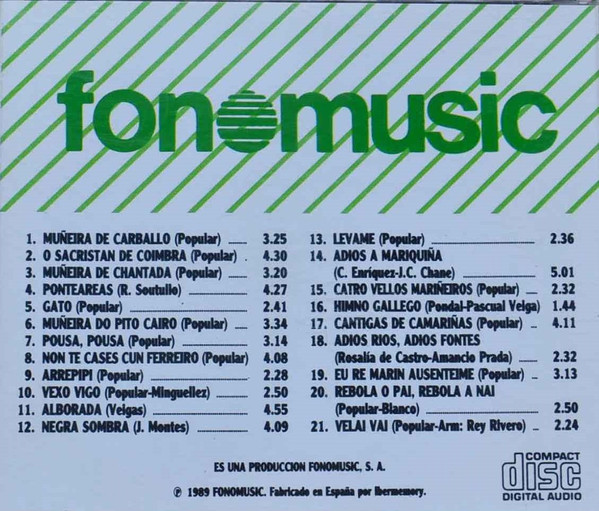 fonomusic
1. MUÑEIRA DE CARBALLO (Popular) 3.25
2. O SACRISTAN DE COIMBRA (Popular) 4.30
3. MUÑEIRA DE CHANTADA (Popular) 3.20
4. PONTEAREAS (R. Soutullo) 4.27
5. GATO (Popular) 2.41
6. MUÑEIRA DO PITO CAIRO (Popular) 3.34
7. POUSA, POUSA (Popular) 3.14
8. NON TE CASES CUN FERREIRO (Popular) 4.08
9. ARREPIPI (Popular) 2.28
10. VEXO VIGO (Popular-Minguellez) 2.50
11. ALBORADA (Veigas) 4.55
12. NEGRA SOMBRA (J. Montes) 4.09
13. LEVAME (Popular) 2.36
14. ADIOS A MARIQUIÑA
(C. Enríquez-J.C. Chane) 5.01
15. CATRO VELLOS MARIÑEIROS (Popular) 2.32
16. HIMNO GALLEGO (Pondal-Pascual Veiga) 1.44
17. CANTIGAS DE CAMARIÑAS (Popular) 4.11
18. ADIOS RIOS, ADIOS FONTES
(Rosalía de Castro-Amancio Prada) 2.32
19. EU RE MARIN AUSENTEIME (Popular) 3.13
20. REBOLA O PAI, REBOLA A NAI
(Popular-Blanco) 2.50
21. VELAI VAI (Popular-Arm: Rey Rivero) 2.24
ES UNA PRODUCCION FONOMUSIC, S. A.
℗ 1989 FONOMUSIC. Fabricado en España por Ibermemory.
COMPACT
disc
DIGITAL AUDIO